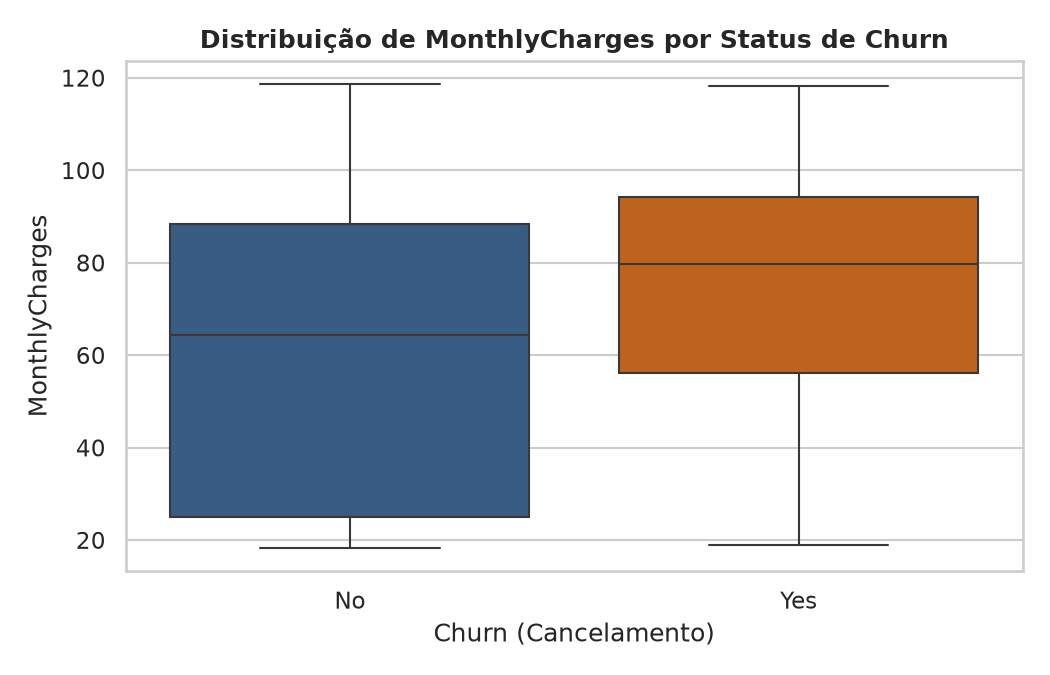 Distribuição de MonthlyCharges por Status de Churn
MonthlyCharges
120
100
80
60
40
20
No
Yes
Churn (Cancelamento)